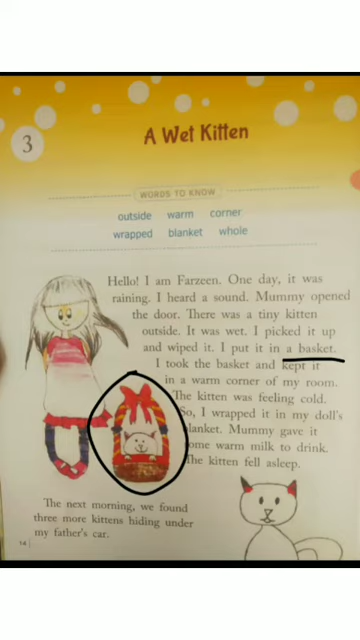 3
A Wet Kitten
WORDS TO KNOW
outside warm corner
wrapped blanket whole
Hello! I am Farzeen. One day, it was
raining. I heard a sound. Mummy opened
the door. There was a tiny kitten
outside. It was wet. I picked it up
and wiped it. I put it in a basket.
I took the basket and kept it
in a warm corner of my room.
The kitten was feeling cold.
So, I wrapped it in my doll's
blanket. Mummy gave it
some warm milk to drink.
The kitten fell asleep.
The next morning, we found
three more kittens hiding under
my father's car.
14